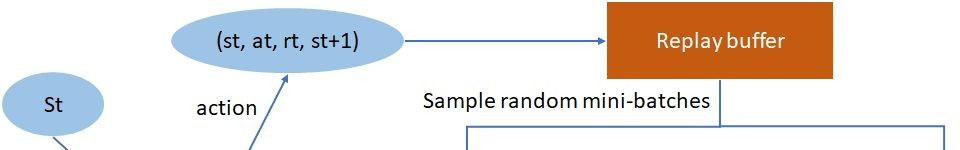 (st, at, rt, st+1)
Replay buffer
St
action
Sample random mini-batches